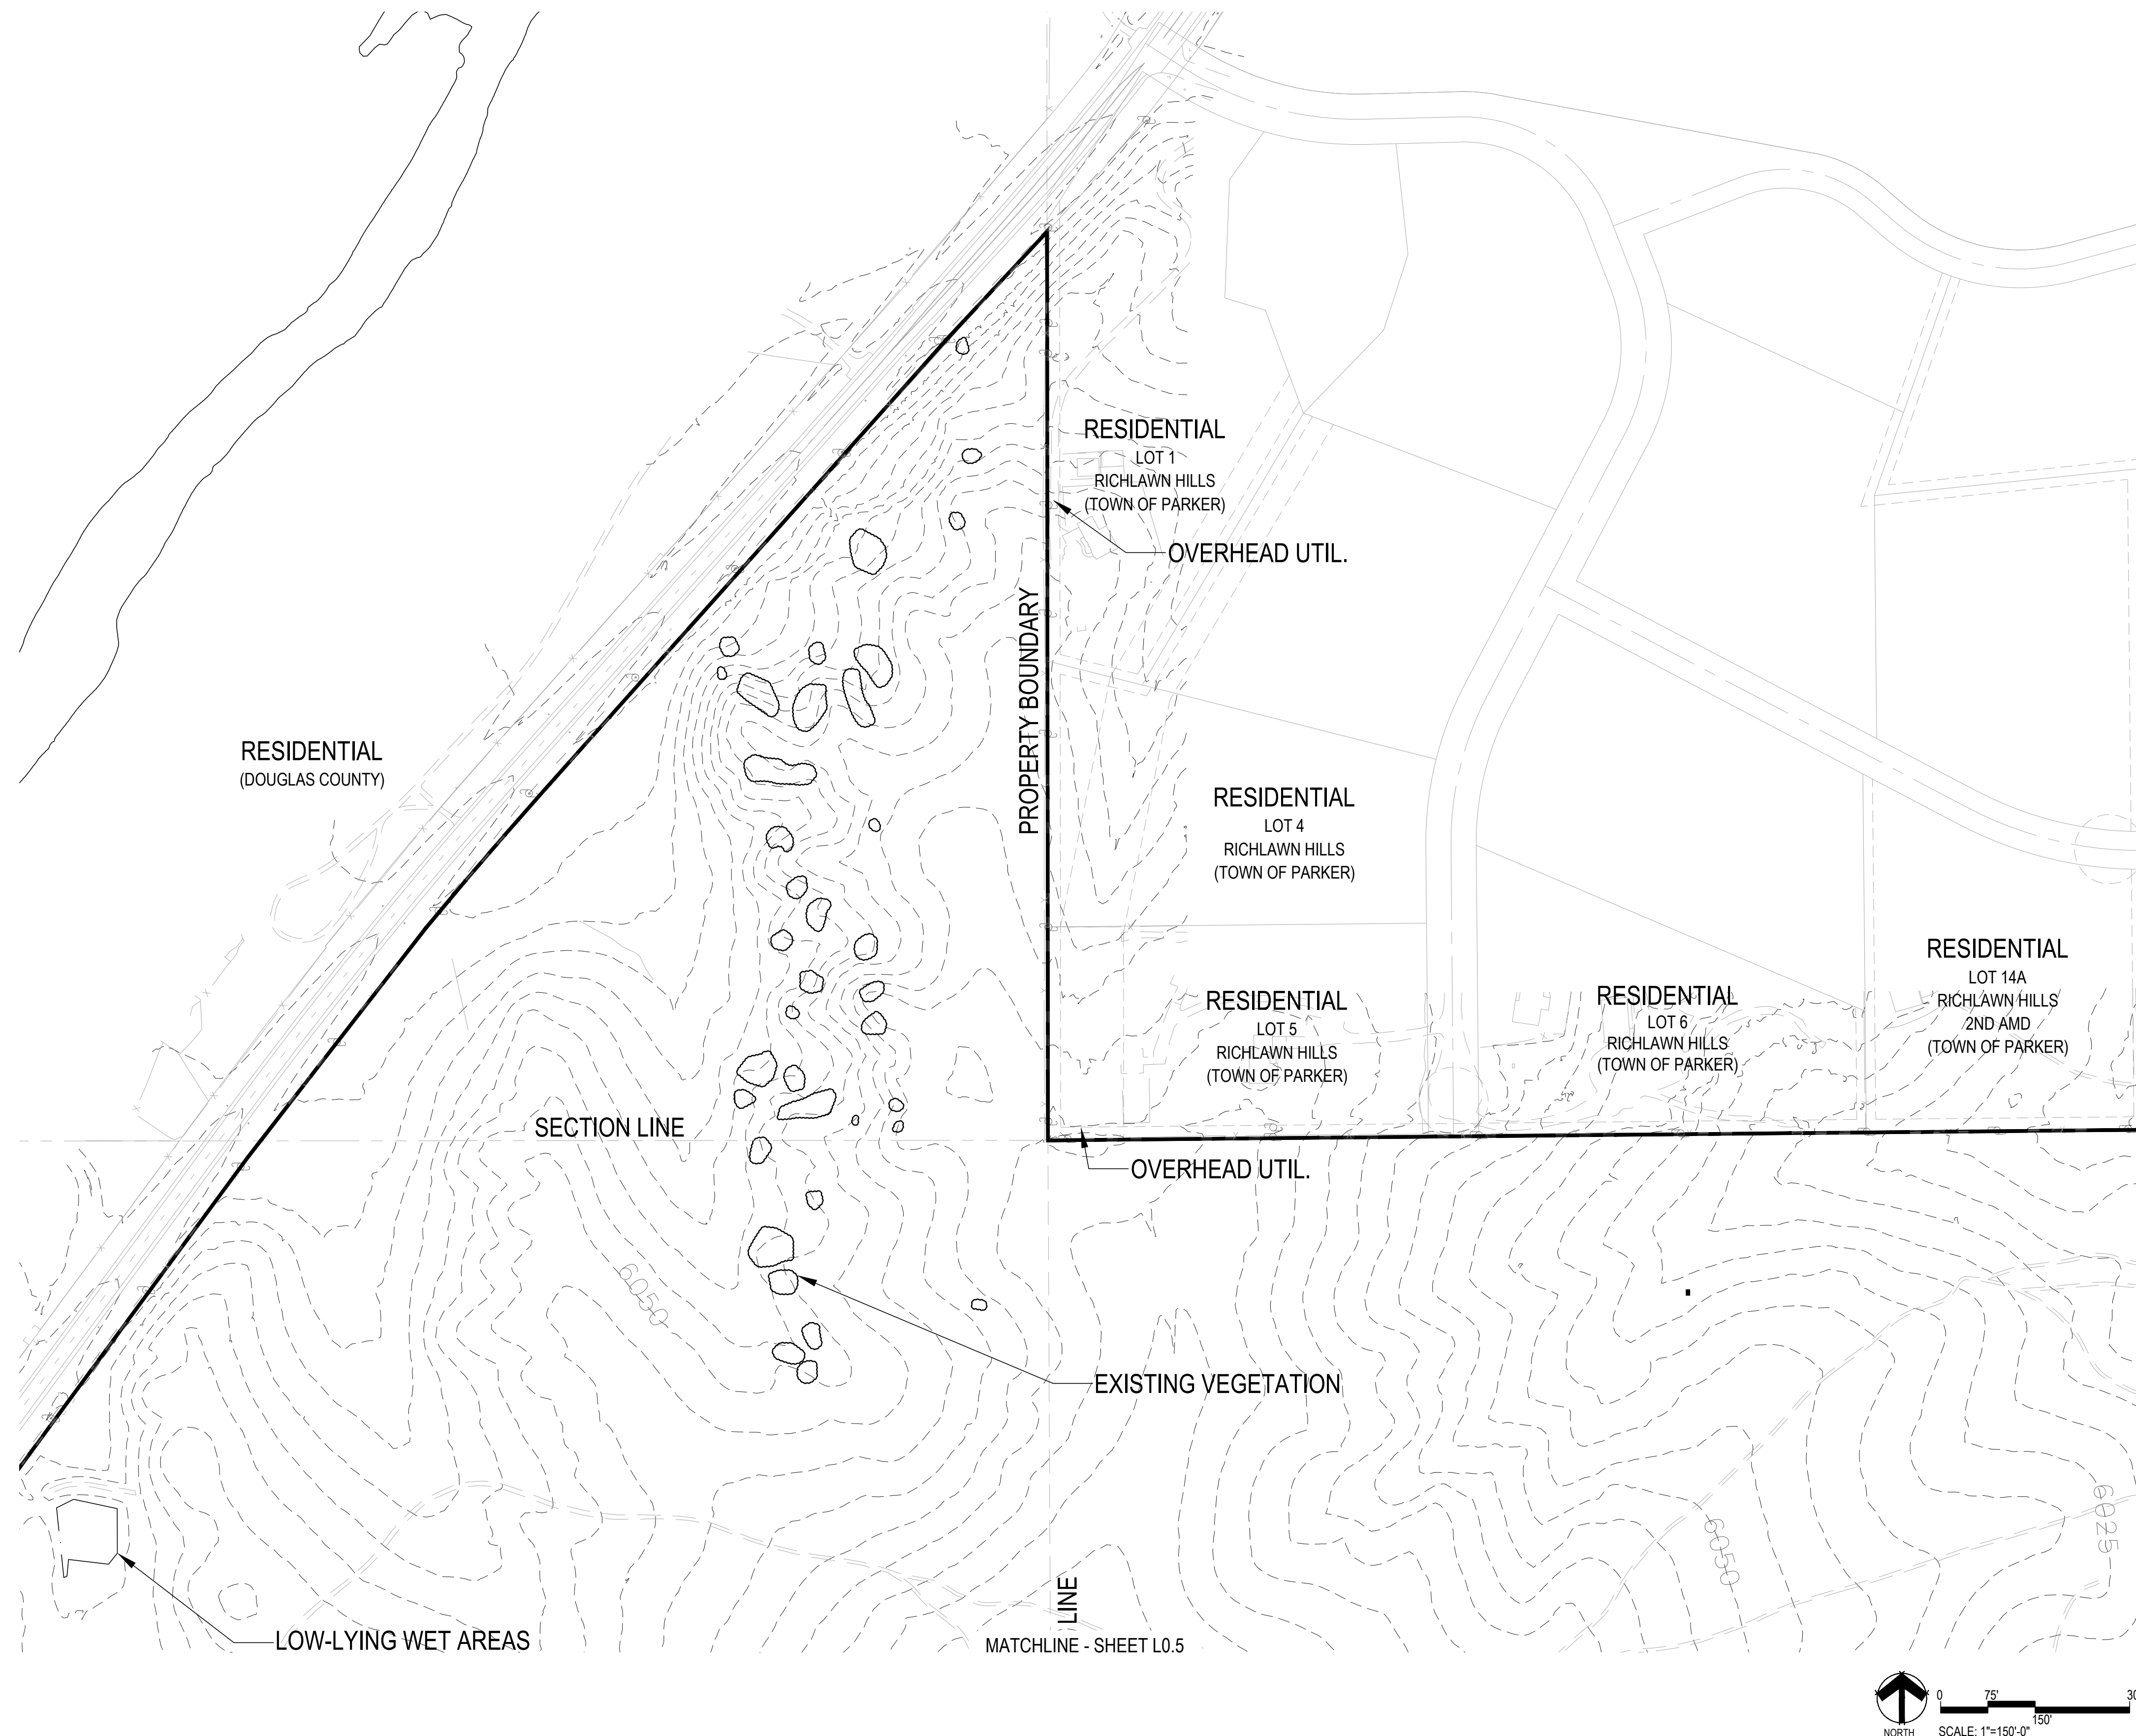 RESIDENTIAL
LOT 1
RICHLAWN HILLS
(TOWN OF PARKER)
OVERHEAD UTIL.
PROPERTY BOUNDARY
RESIDENTIAL
(DOUGLAS COUNTY)
RESIDENTIAL
LOT 4
RICHLAWN HILLS
(TOWN OF PARKER)
RESIDENTIAL
LOT 14A
RICHLAWN HILLS
2ND AMD
(TOWN OF PARKER)
RESIDENTIAL
LOT 5
RICHLAWN HILLS
(TOWN OF PARKER)
RESIDENTIAL
LOT 6
RICHLAWN HILLS
(TOWN OF PARKER)
SECTION LINE
OVERHEAD UTIL.
6050
EXISTING VEGETATION
6050
6025
LINE
LOW-LYING WET AREAS
MATCHLINE - SHEET L0.5
0 75' 30
150'
NORTH
SCALE: 1"=150'-0"